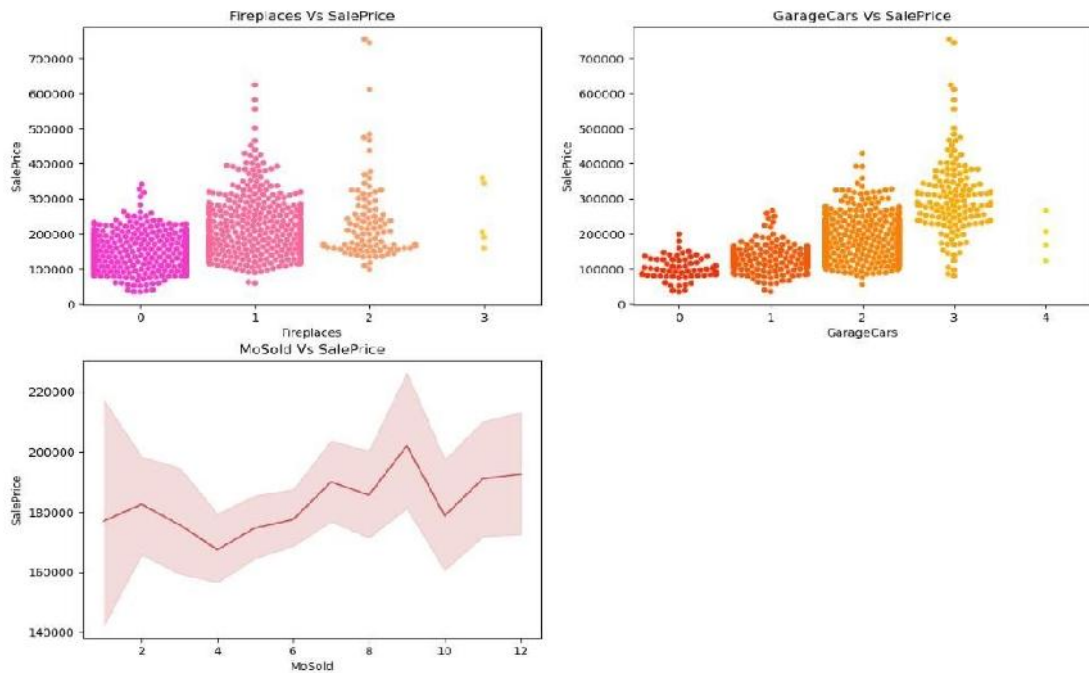 Fireplaces Vs SalePrice
700000
600000
500000
400000
300000
200000
100000
0
SalePrice
0 1 2 3
Fireplaces
GarageCars Vs SalePrice
700000
600000
500000
400000
300000
200000
100000
0
SalePrice
0 1 2 3 4
GarageCars
MoSold Vs SalePrice
220000
200000
180000
160000
140000
SalePrice
2 4 6 8 10 12
MoSold